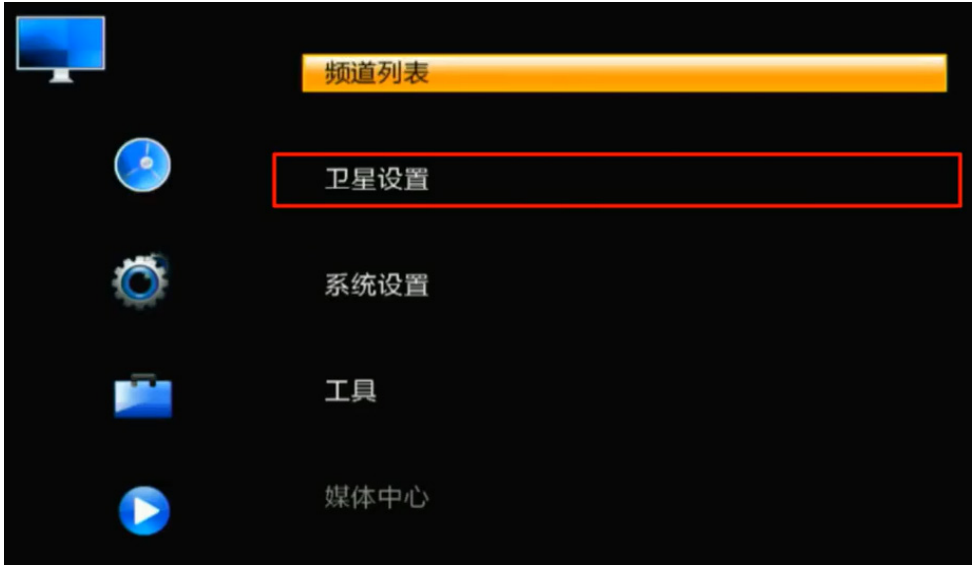 频道列表
卫星设置
系统设置
工具
媒体中心